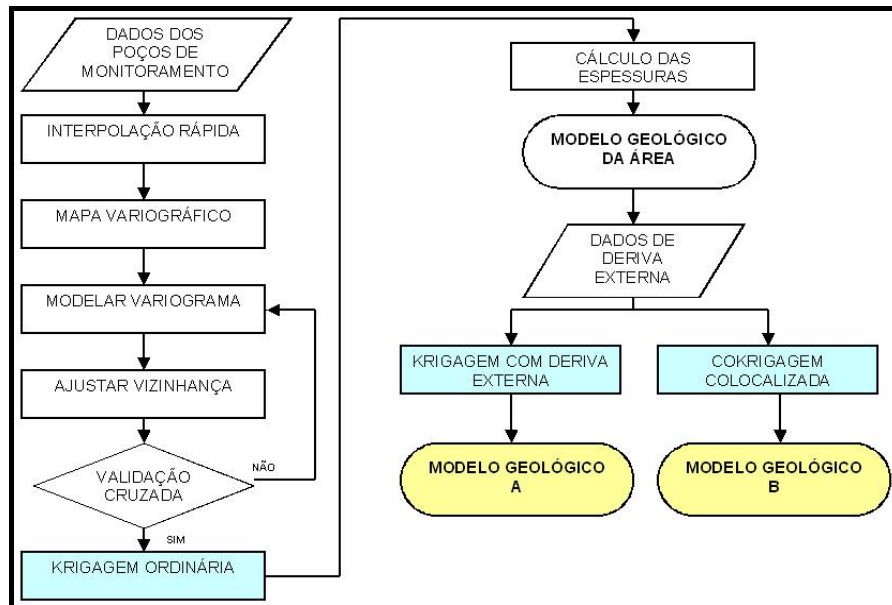 DADOS DOS
POÇOS DE
MONITORAMENTO
INTERPOLAÇÃO RÁPIDA
MAPA VARIOGRÁFICO
MODELAR VARIOGRAMA
AJUSTAR VIZINHANÇA
VALIDAÇÃO
CRUZADA
NÃO
SIM
KRIGAGEM ORDINÁRIA
CÁLCULO DAS
ESPESSURAS
MODELO GEOLÓGICO
DA ÁREA
DADOS DE
DERIVA
EXTERNA
KRIGAGEM COM DERIVA
EXTERNA
MODELO GEOLÓGICO
A
COKRIGAGEM
COLOCALIZADA
MODELO GEOLÓGICO
B